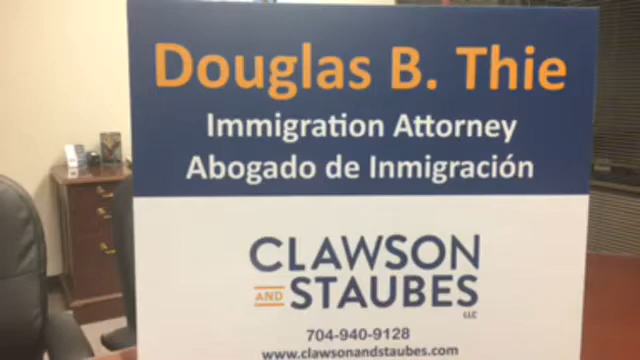 Douglas B. Thie
Immigration Attorney
Abogado de Inmigración
CLAWSON
AND STAUBES
LLC
704-940-9128
www.clawsonandstaubes.com